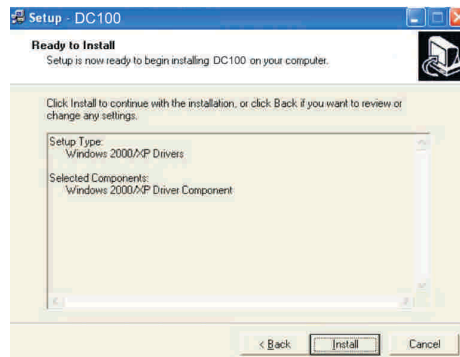 Setup - DC100
Ready to Install
Setup is now ready to begin installing DC100 on your computer.
Click Install to continue with the installation, or click Back if you want to review or
change any settings.
Setup Type:
Windows 2000/XP Drivers
Selected Components:
Windows 2000/XP Driver Component
< Back Install Cancel